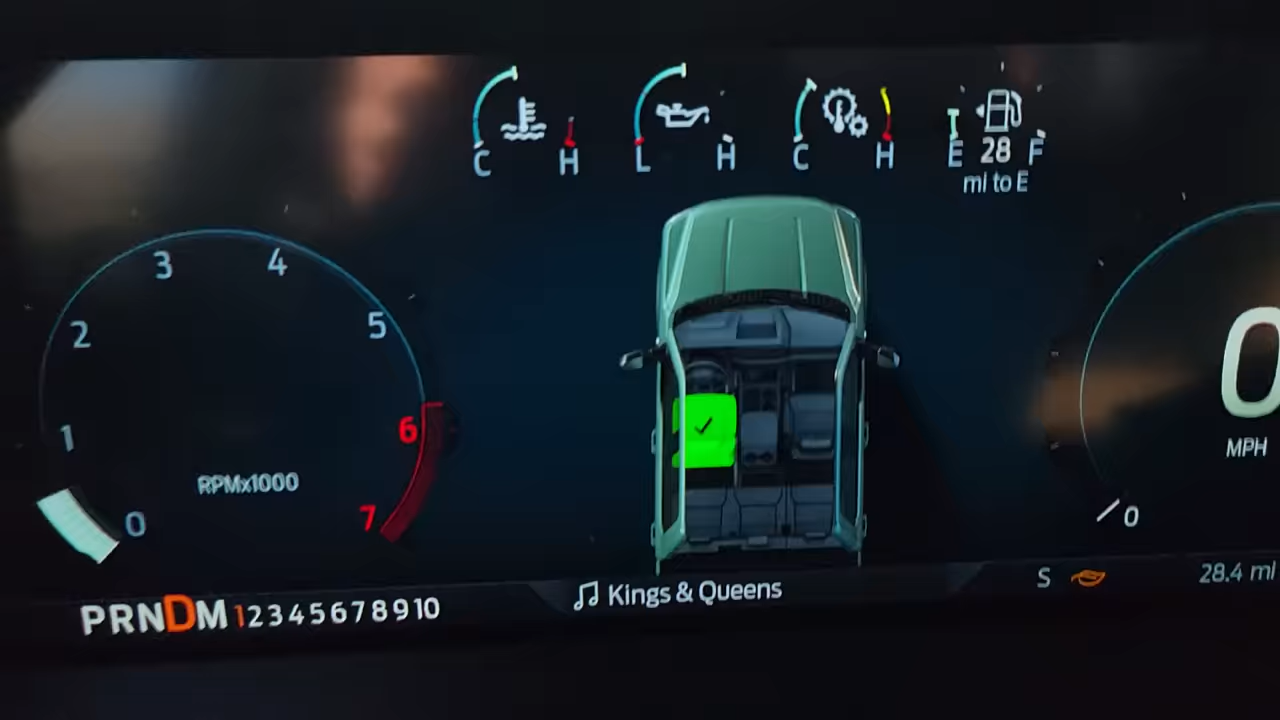 C H
L H
C H
E 28 F
mi to E
0 1 2 3 4 5 6 7
RPMx1000
0
MPH
0
PRNDM 12345678910
Kings & Queens
S
28.4 mi